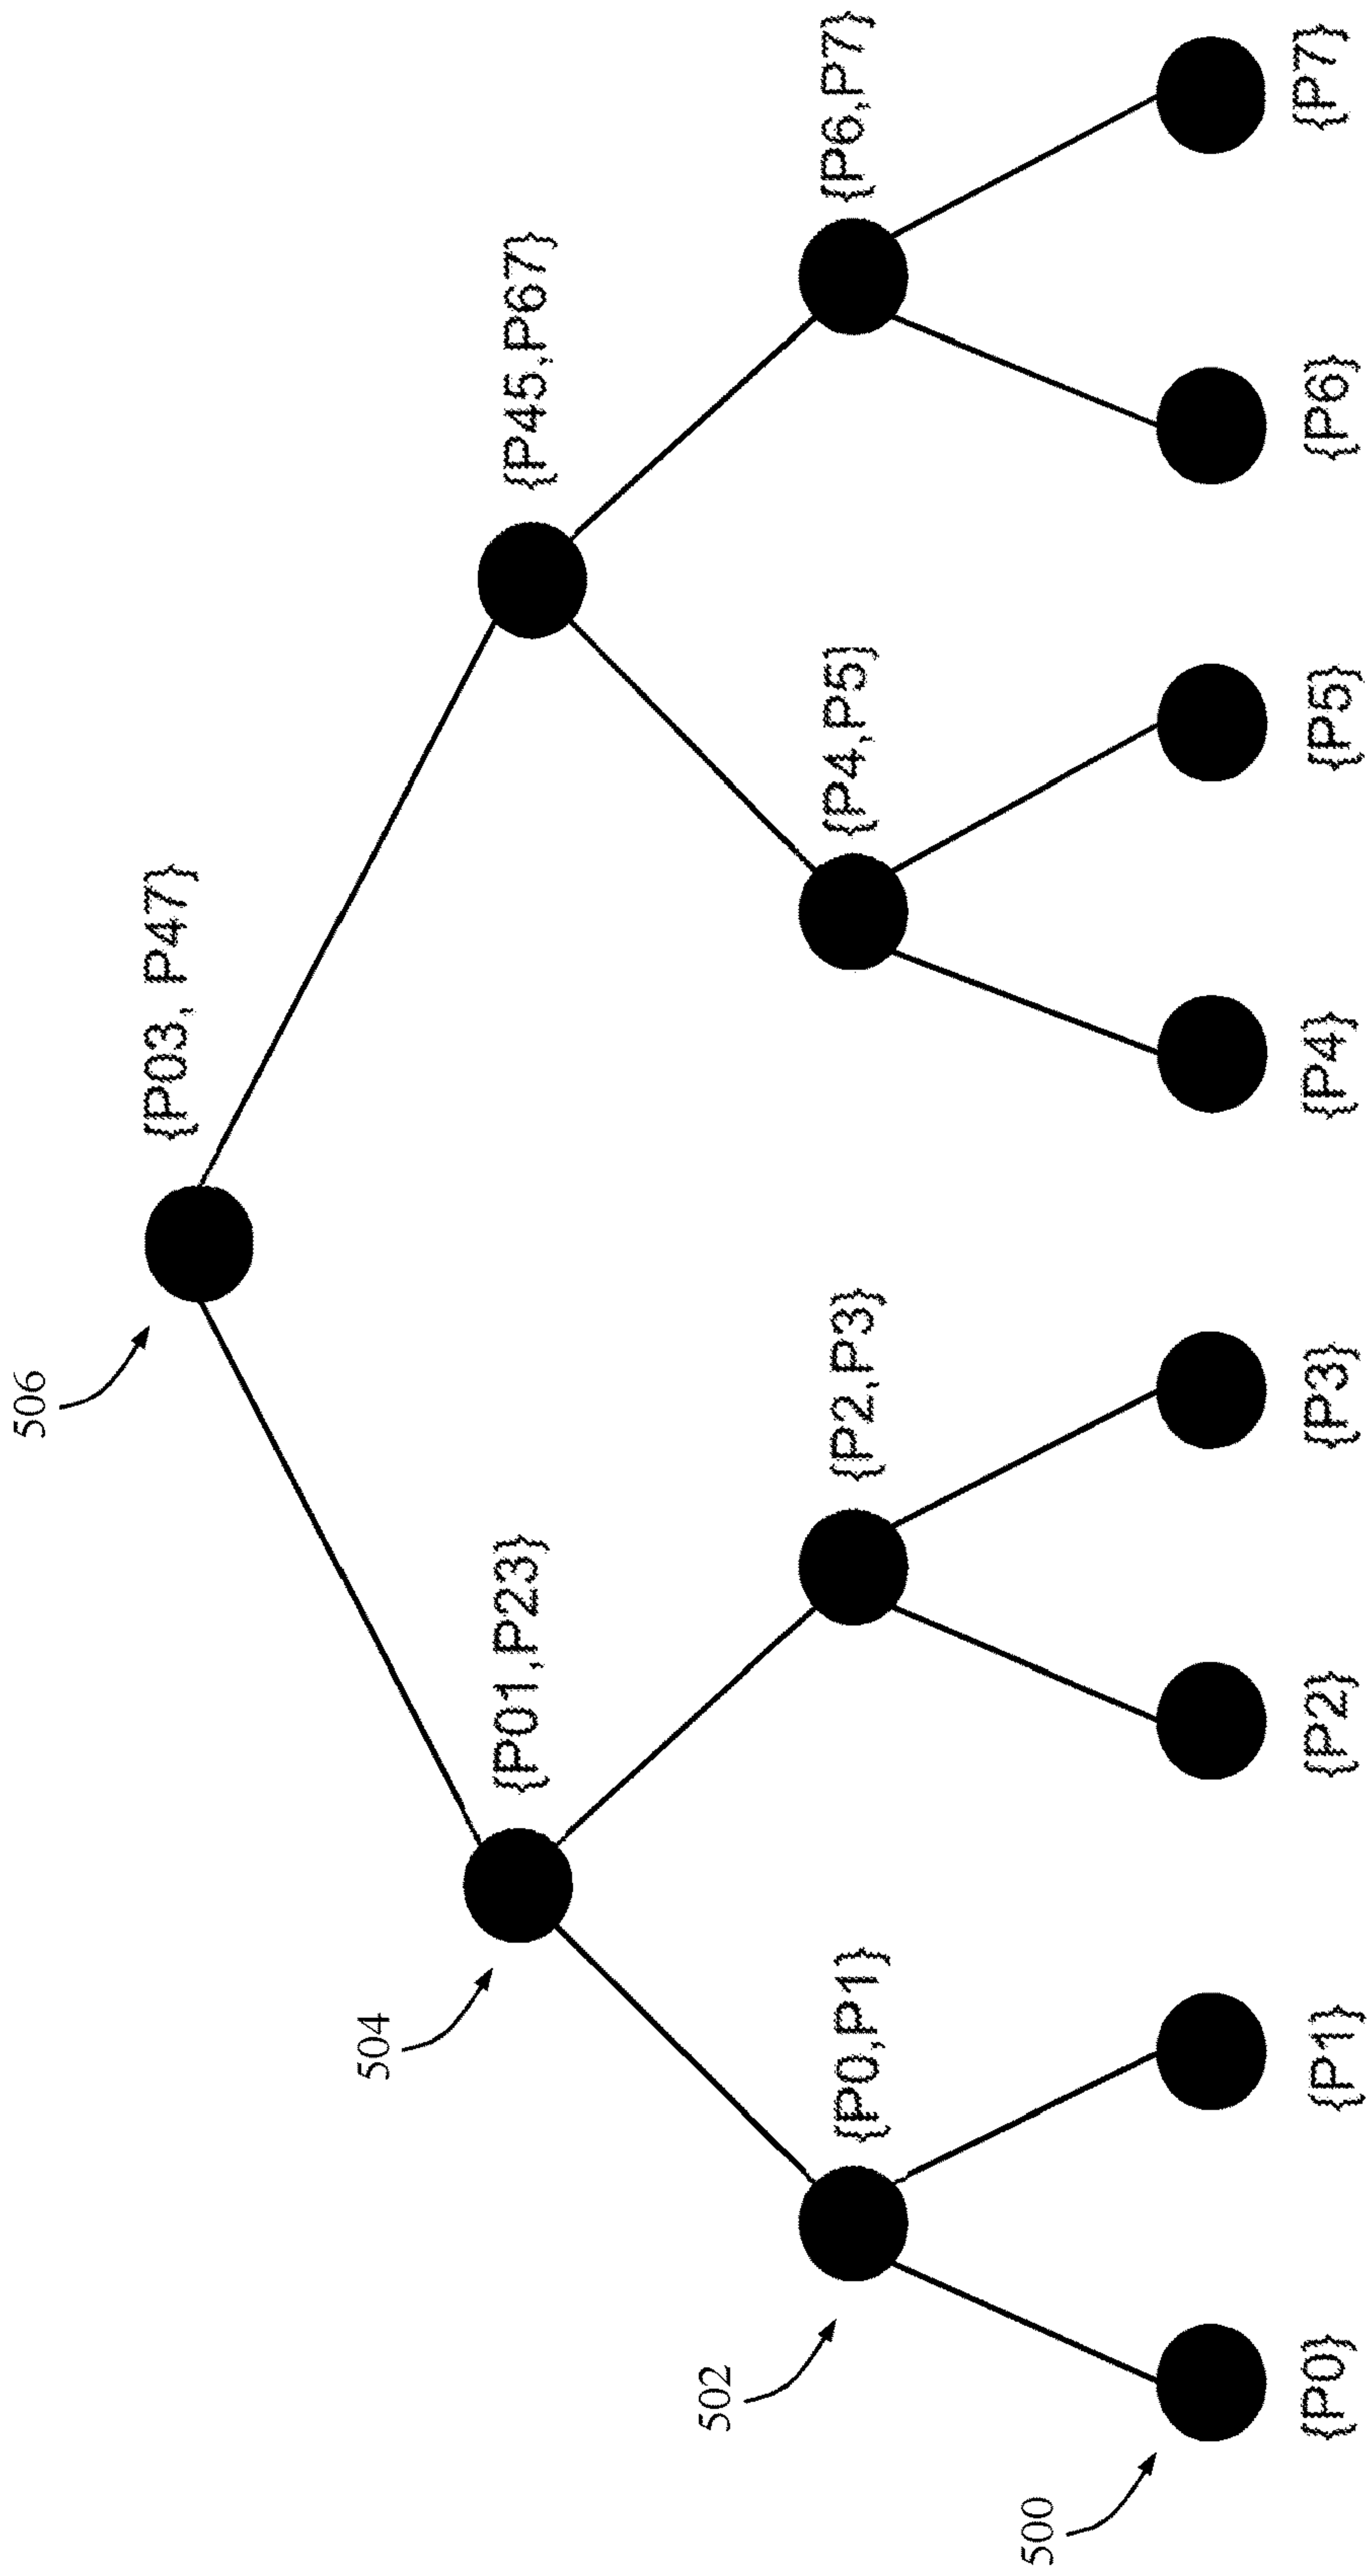 506
{P03, P47}
504
{P01,P23}
{P45,P67}
502
{P0,P1}
{P2,P3}
{P4,P5}
{P6,P7}
500
{P0}
{P1}
{P2}
{P3}
{P4}
{P5}
{P6}
{P7}